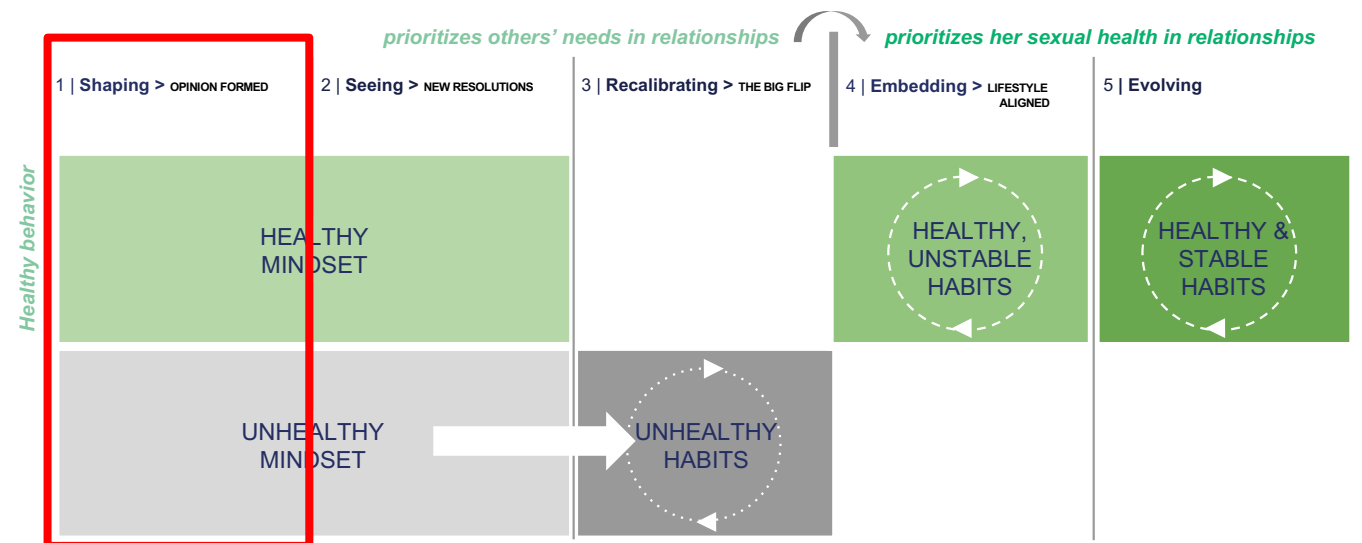 prioritizes others' needs in relationships
prioritizes her sexual health in relationships
1 | Shaping > OPINION FORMED
2 | Seeing > NEW RESOLUTIONS
3 | Recalibrating > THE BIG FLIP
4 | Embedding > LIFESTYLE
ALIGNED
5 | Evolving
Healthy behavior
HEALTHY
MINDSET
HEALTHY,
UNSTABLE
HABITS
HEALTHY &
STABLE
HABITS
UNHEALTHY
MINDSET
UNHEALTHY
HABITS